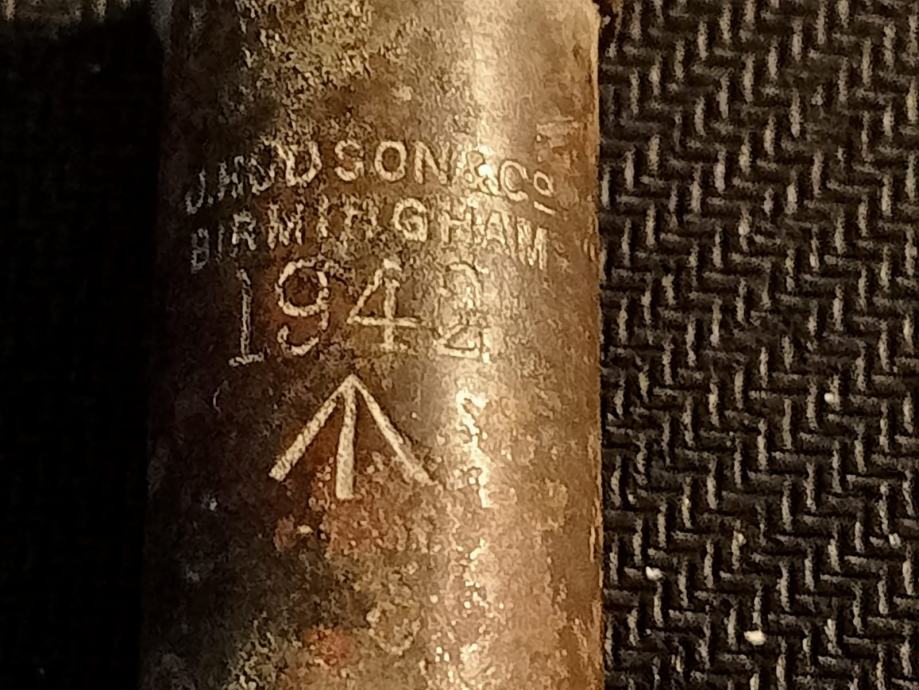 J.HUDSON & Cº
BIRMINGHAM
1942